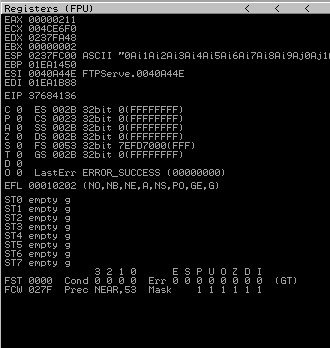 Registers (FPU) < < <
EAX 00000211
ECX 004CE6F0
EDX 0237FA48
EBX 00000002
ESP 0237FC00 ASCII "0Ai1Ai2Ai3Ai4Ai5Ai6Ai7Ai8Ai9Aj0Aj1
EBP 01EA1450
ESI 0040A44E FTPServe.0040A44E
EDI 01EA1B88
EIP 37684136
C 0 ES 002B 32bit 0(FFFFFFFF)
P 0 CS 0023 32bit 0(FFFFFFFF)
A 0 SS 002B 32bit 0(FFFFFFFF)
Z 0 DS 002B 32bit 0(FFFFFFFF)
S 0 FS 0053 32bit 7EFD7000(FFF)
T 0 GS 002B 32bit 0(FFFFFFFF)
D 0
O 0 LastErr ERROR_SUCCESS (00000000)
EFL 00010202 (NO,NB,NE,A,NS,PO,GE,G)
ST0 empty g
ST1 empty g
ST2 empty g
ST3 empty g
ST4 empty g
ST5 empty g
ST6 empty g
ST7 empty g
3 2 1 0 E S P U O Z D I
FST 0000 Cond 0 0 0 0 Err 0 0 0 0 0 0 0 0 (GT)
FCW 027F Prec NEAR,53 Mask 1 1 1 1 1 1